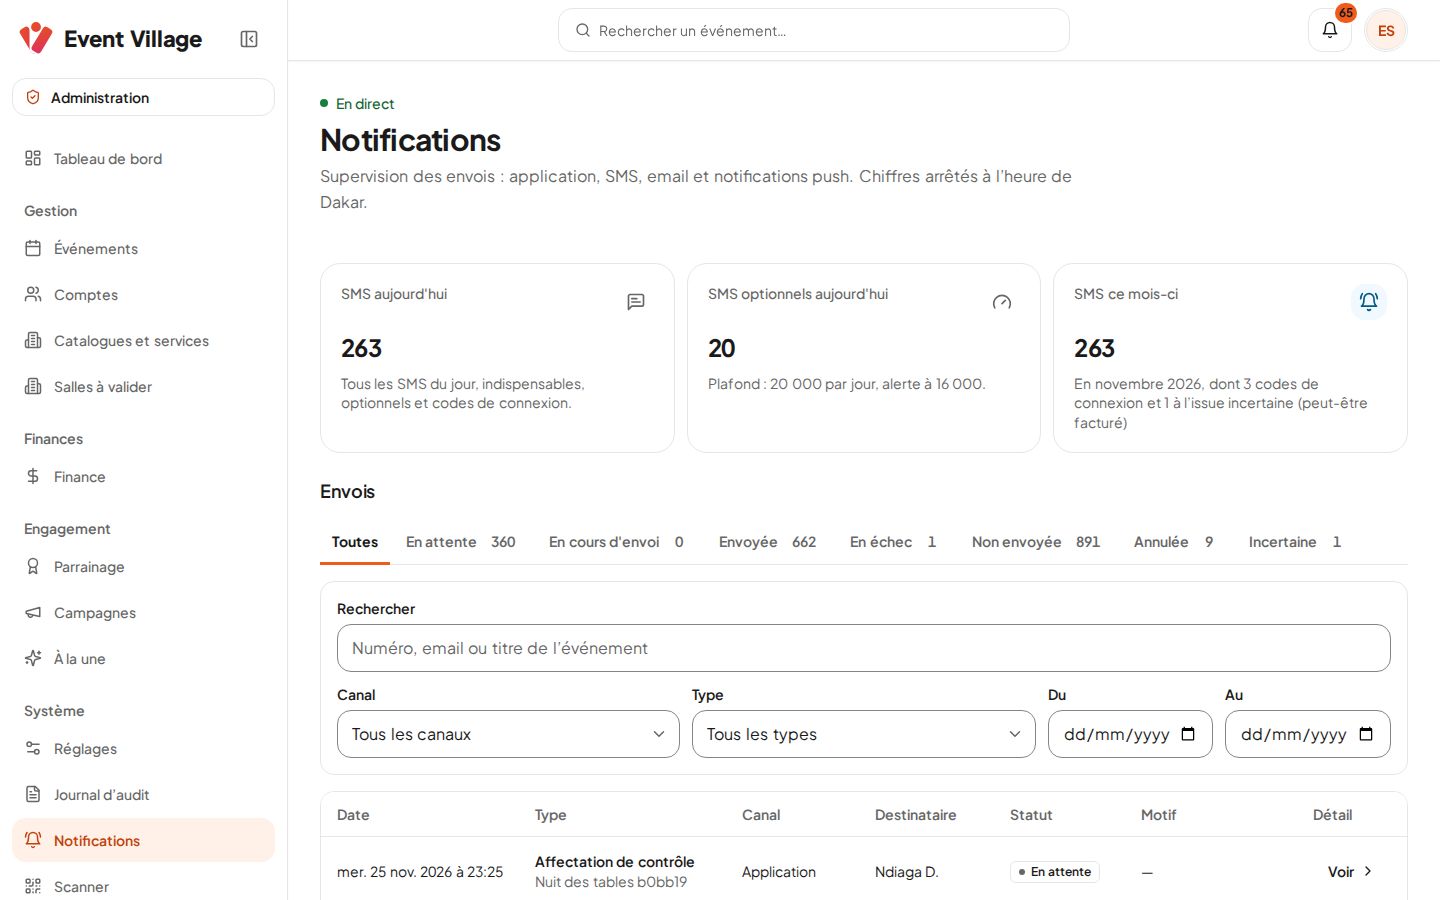 Event Village
Administration
Tableau de bord
Gestion
Événements
Comptes
Catalogues et services
Salles à valider
Finances
Finance
Engagement
Parrainage
Campagnes
À la une
Système
Réglages
Journal d’audit
Notifications
Scanner
Rechercher un événement…
65
ES
En direct
Notifications
Supervision des envois : application, SMS, email et notifications push. Chiffres arrêtés à l’heure de
Dakar.
SMS aujourd'hui
263
Tous les SMS du jour, indispensables,
optionnels et codes de connexion.
SMS optionnels aujourd'hui
20
Plafond : 20 000 par jour, alerte à 16 000.
SMS ce mois-ci
263
En novembre 2026, dont 3 codes de
connexion et 1 à l’issue incertaine (peut-être
facturé)
Envois
Toutes En attente 360 En cours d'envoi 0 Envoyée 662 En échec 1 Non envoyée 891 Annulée 9 Incertaine 1
Rechercher
Numéro, email ou titre de l’événement
Canal Type Du Au
Tous les canaux Tous les types dd/mm/yyyy dd/mm/yyyy
Date Type Canal Destinataire Statut Motif Détail
mer. 25 nov. 2026 à 23:25 Affectation de contrôle Application Ndiaga D. En attente — Voir
Nuit des tables b0bb19